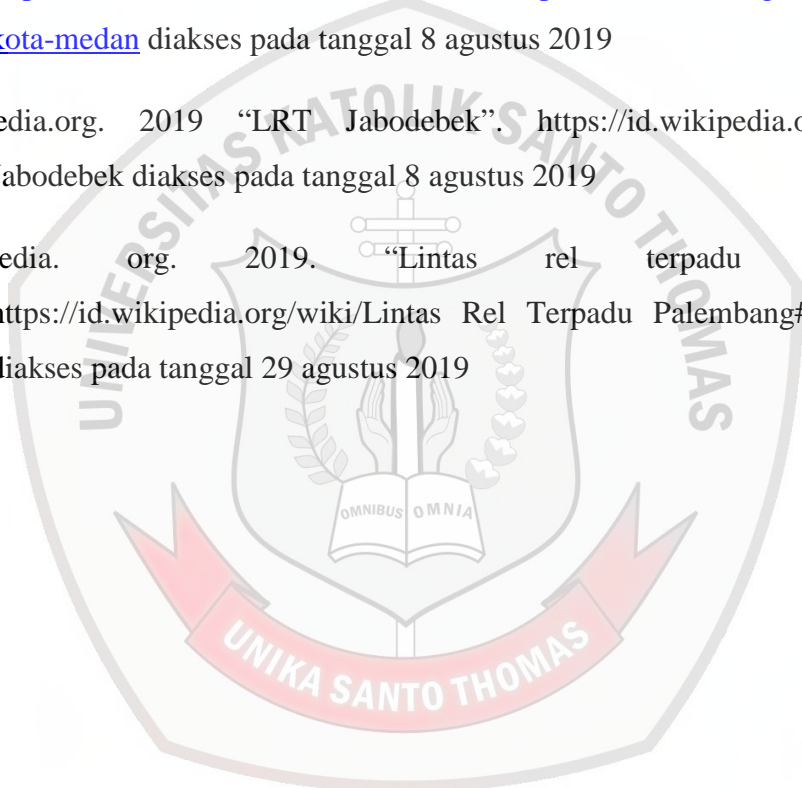 kota-medan diakses pada tanggal 8 agustus 2019
edia.org. 2019 “LRT Jabodebek”. https://id.wikipedia.o
Jabodebek diakses pada tanggal 8 agustus 2019
edia. org. 2019. “Lintas rel terpadu
https://id.wikipedia.org/wiki/Lintas Rel Terpadu Palembang#
diakses pada tanggal 29 agustus 2019
UNIVERSITAS KATOLIK SANTO THOMAS
OMNIBUS OMNIA
UNIKA SANTO THOMAS